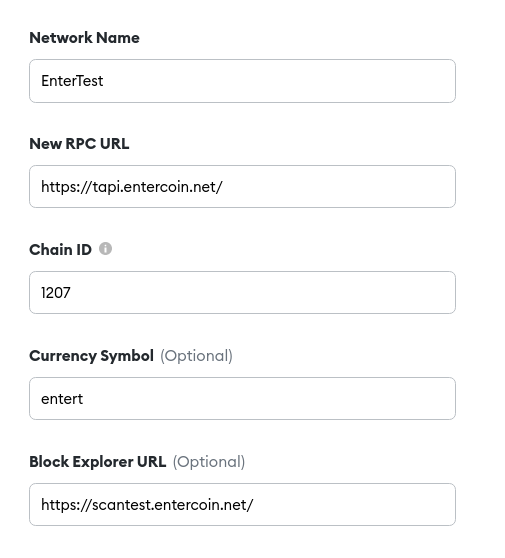 Network Name
EnterTest
New RPC URL
https://tapi.entercoin.net/
Chain ID
1207
Currency Symbol (Optional)
entert
Block Explorer URL (Optional)
https://scantest.entercoin.net/